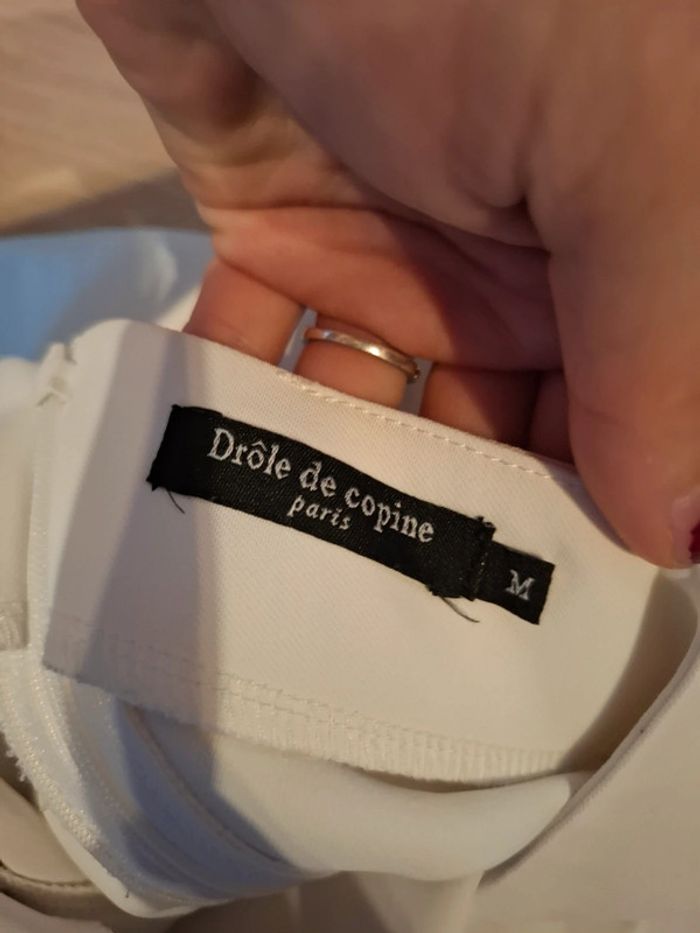 Drôle de copine
paris
M